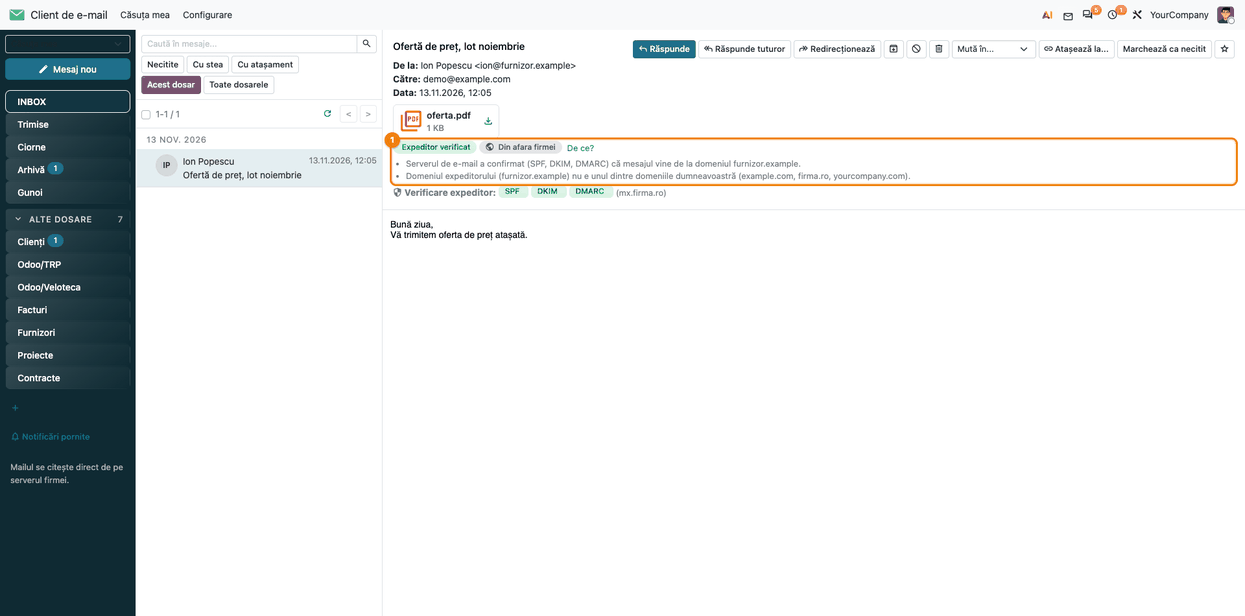 Client de e-mail Căsuța mea Configurare 5 1 YourCompany
Mesaj nou
INBOX
Trimise
Ciorne
Arhivă 1
Gunoi
ALTE DOSARE 7
Clienți 1
Odoo/TRP
Odoo/Veloteca
Facturi
Furnizori
Proiecte
Contracte
+
Notificări pornite
Mailul se citește direct de pe
serverul firmei.
Caută în mesaje...
Necitite Cu stea Cu atașament
Acest dosar Toate dosarele
1-1 / 1 < >
13 NOV. 2026
IP Ion Popescu 13.11.2026, 12:05
Ofertă de preț, lot noiembrie
Ofertă de preț, lot noiembrie
Răspunde Răspunde tuturor Redirecționează Mută în... Atașează la... Marchează ca necitit
De la: Ion Popescu <ion@furnizor.example>
Către: demo@example.com
Data: 13.11.2026, 12:05
PDF oferta.pdf
1 KB
1
Expeditor verificat Din afara firmei De ce?
• Serverul de e-mail a confirmat (SPF, DKIM, DMARC) că mesajul vine de la domeniul furnizor.example.
• Domeniul expeditorului (furnizor.example) nu e unul dintre domeniile dumneavoastră (example.com, firma.ro, yourcompany.com).
Verificare expeditor: SPF DKIM DMARC (mx.firma.ro)
Bună ziua,
Vă trimitem oferta de preț atașată.